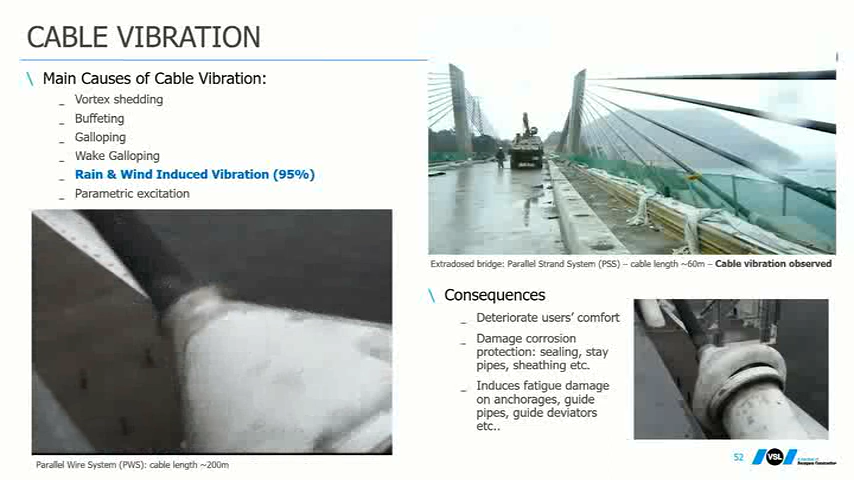 CABLE VIBRATION
\ Main Causes of Cable Vibration:
_ Vortex shedding
_ Buffeting
_ Galloping
_ Wake Galloping
_ Rain & Wind Induced Vibration (95%)
_ Parametric excitation
Parallel Wire System (PWS): cable length ~200m
Extradosed bridge: Parallel Strand System (PSS) – cable length ~60m – Cable vibration observed
\ Consequences
_ Deteriorate users' comfort
_ Damage corrosion
protection: sealing, stay
pipes, sheathing etc.
_ Induces fatigue damage
on anchorages, guide
pipes, guide deviators
etc..
52
VSL